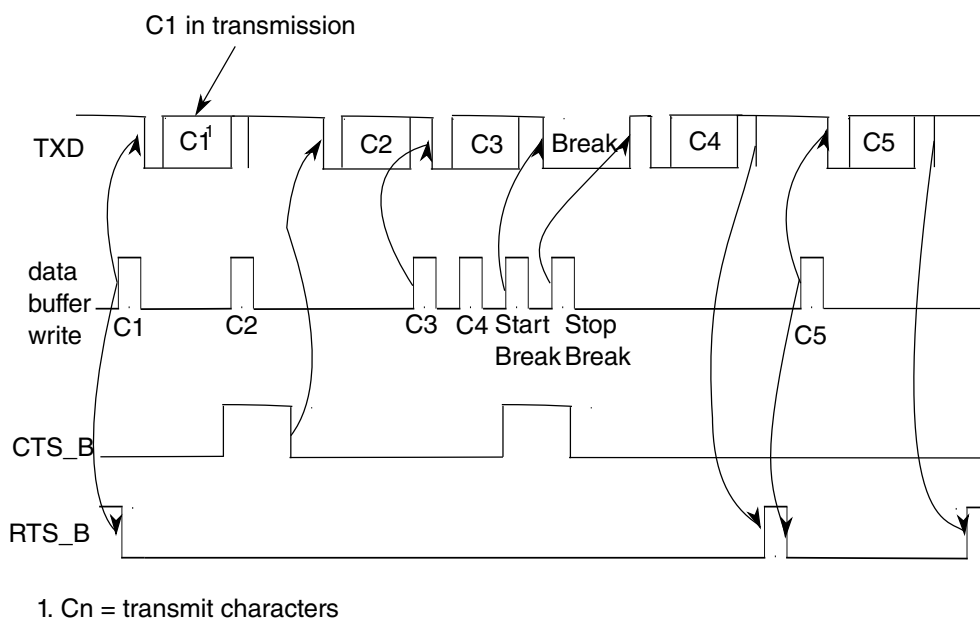 C1 in transmission
TXD
C1 1
C2
C3
Break
C4
C5
data
buffer
write
C1
C2
C3
C4
Start
Break
Stop
Break
C5
CTS_B
RTS_B
1. Cn = transmit characters